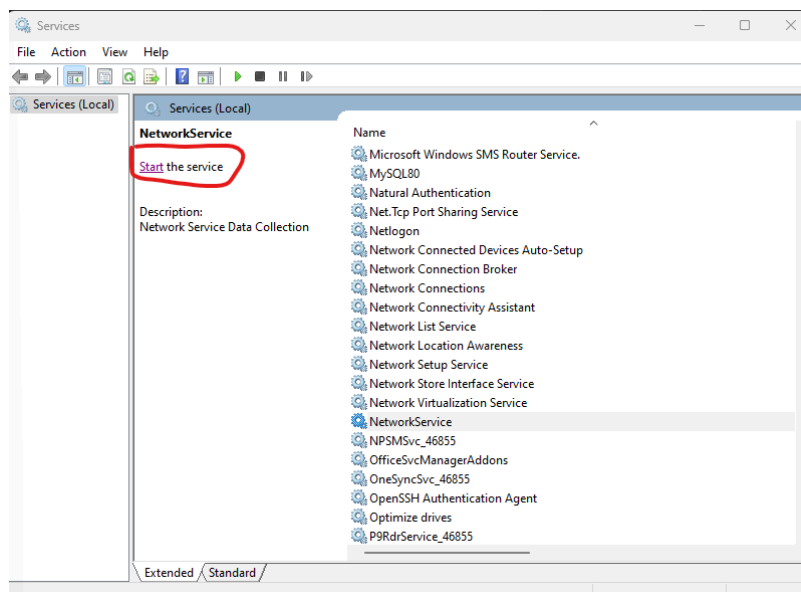 Services
File Action View Help
Services (Local)
Services (Local)
NetworkService
Start the service
Description:
Network Service Data Collection
Name
Microsoft Windows SMS Router Service.
MySQL80
Natural Authentication
Net.Tcp Port Sharing Service
Netlogon
Network Connected Devices Auto-Setup
Network Connection Broker
Network Connections
Network Connectivity Assistant
Network List Service
Network Location Awareness
Network Setup Service
Network Store Interface Service
Network Virtualization Service
NetworkService
NPSMSvc_46855
OfficeSvcManagerAddons
OneSyncSvc_46855
OpenSSH Authentication Agent
Optimize drives
P9RdrService_46855
Extended Standard